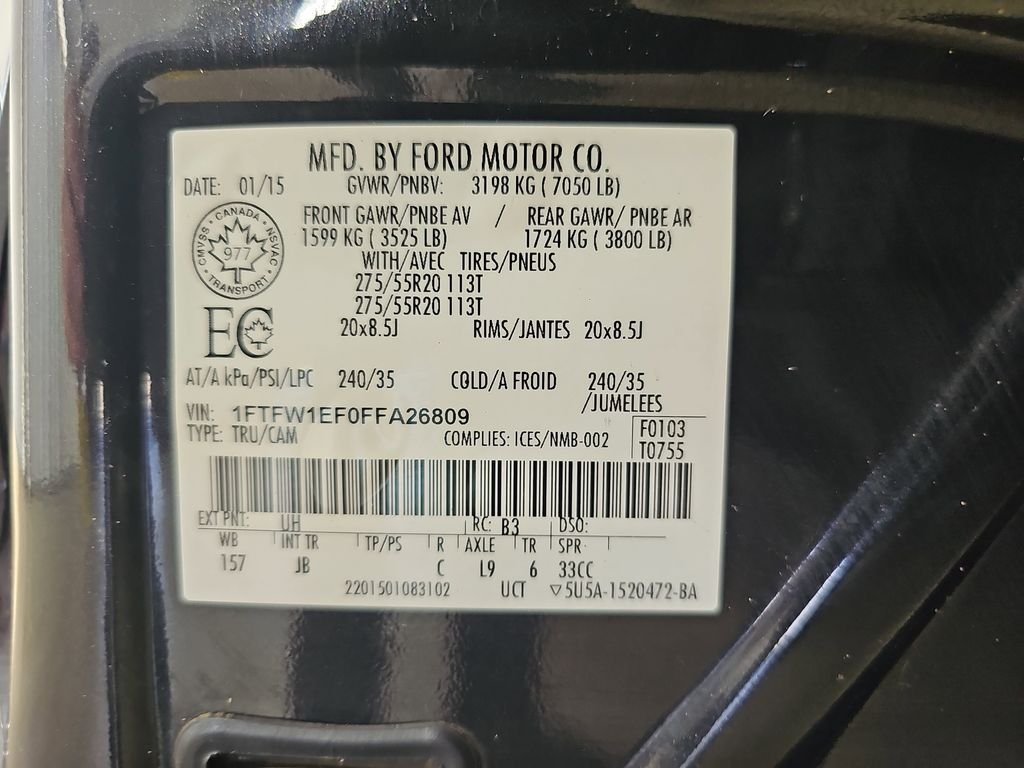 MFD. BY FORD MOTOR CO.
DATE: 01/15 GVWR/PNBV: 3198 KG ( 7050 LB)
FRONT GAWR/PNBE AV / REAR GAWR/ PNBE AR
1599 KG ( 3525 LB) 1724 KG ( 3800 LB)
WITH/AVEC TIRES/PNEUS
275/55R20 113T
275/55R20 113T
20x8.5J RIMS/JANTES 20x8.5J
CANADA
CMVSS NSVAC
977
TRANSPORT
EC
AT/A kPa/PSI/LPC 240/35 COLD/A FROID 240/35
/JUMELEES
VIN: 1FTFW1EF0FFA26809
TYPE: TRU/CAM COMPLIES: ICES/NMB-002
F0103
T0755
EXT PNT: UH RC: B3 DSO:
WB INT TR TP/PS R AXLE TR SPR
157 JB C L9 6 33CC
2201501083102 UCT ▽5U5A-1520472-BA